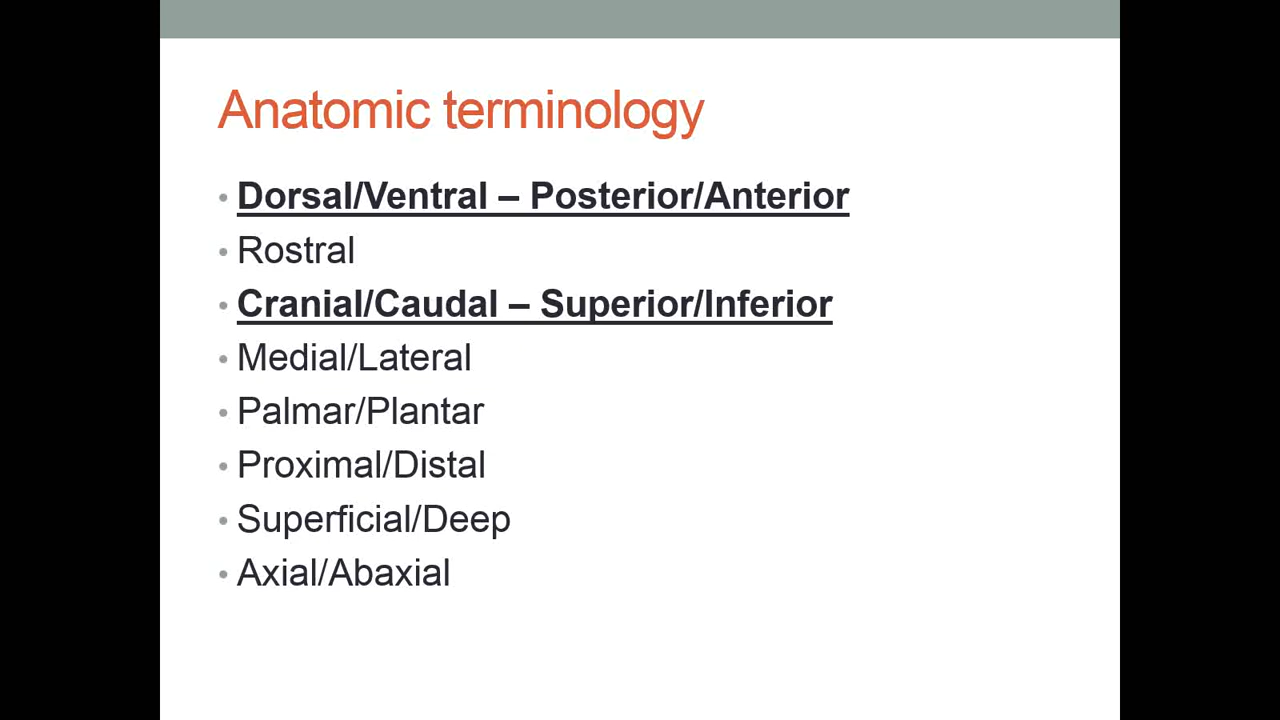 Anatomic terminology
• Dorsal/Ventral – Posterior/Anterior
• Rostral
• Cranial/Caudal – Superior/Inferior
• Medial/Lateral
• Palmar/Plantar
• Proximal/Distal
• Superficial/Deep
• Axial/Abaxial